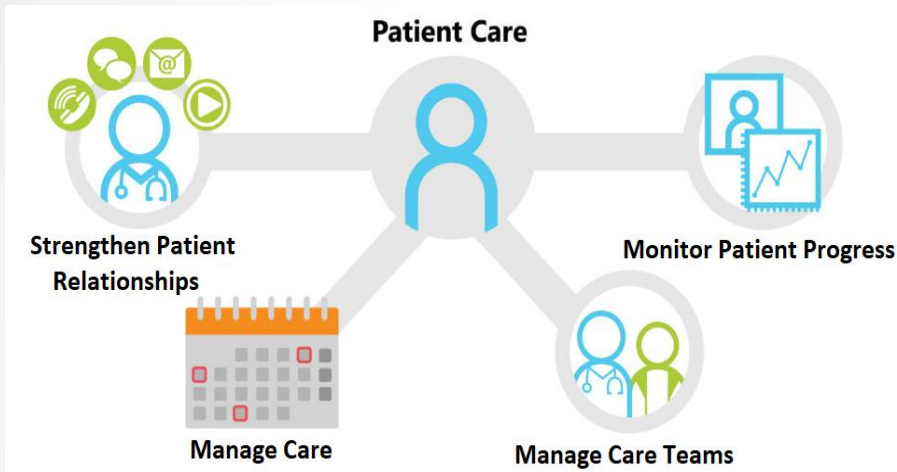 Patient Care
@
Strengthen Patient
Relationships
Monitor Patient Progress
Manage Care
Manage Care Teams